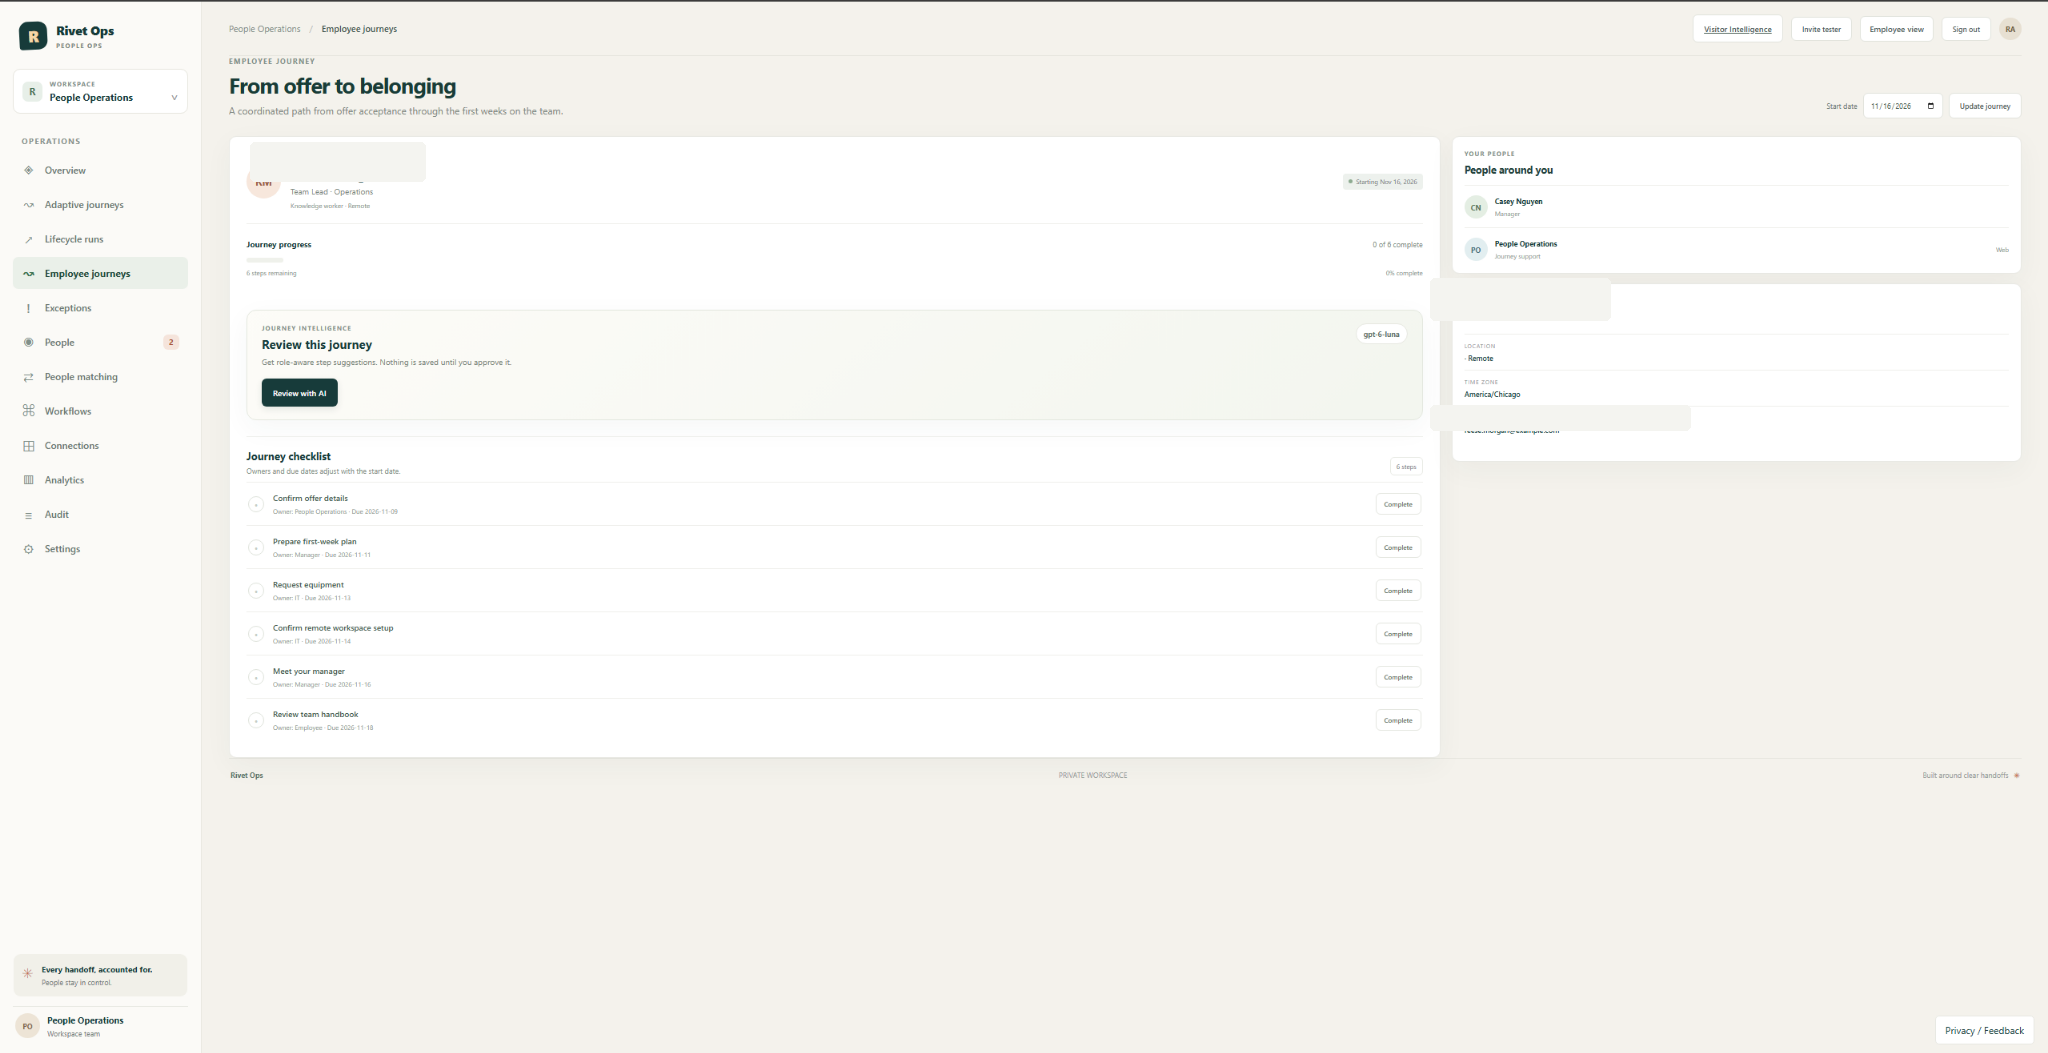 R
Rivet Ops
PEOPLE OPS
R
WORKSPACE
People Operations
OPERATIONS
Overview
Adaptive journeys
Lifecycle runs
Employee journeys
! Exceptions
People 2
People matching
Workflows
Connections
Analytics
Audit
Settings
Every handoff, accounted for.
People stay in control.
PO
People Operations
Workspace team
People Operations / Employee journeys
Visitor Intelligence
Invite tester
Employee view
Sign out
RA
EMPLOYEE JOURNEY
From offer to belonging
A coordinated path from offer acceptance through the first weeks on the team.
Start date 11/16/2026
Update journey
RM
Team Lead · Operations
Knowledge worker · Remote
Starting Nov 16, 2026
Journey progress
0 of 6 complete
6 steps remaining
0% complete
JOURNEY INTELLIGENCE
Review this journey
Get role-aware step suggestions. Nothing is saved until you approve it.
gpt-6-luna
Review with AI
Journey checklist
Owners and due dates adjust with the start date.
6 steps
Confirm offer details
Owner: People Operations · Due 2026-11-09
Complete
Prepare first-week plan
Owner: Manager · Due 2026-11-11
Complete
Request equipment
Owner: IT · Due 2026-11-13
Complete
Confirm remote workspace setup
Owner: IT · Due 2026-11-14
Complete
Meet your manager
Owner: Manager · Due 2026-11-16
Complete
Review team handbook
Owner: Employee · Due 2026-11-18
Complete
YOUR PEOPLE
People around you
CN
Casey Nguyen
Manager
PO
People Operations
Journey support
Web
LOCATION
· Remote
TIME ZONE
America/Chicago
reese.morgan@example.com
Rivet Ops
PRIVATE WORKSPACE
Built around clear handoffs
Privacy / Feedback